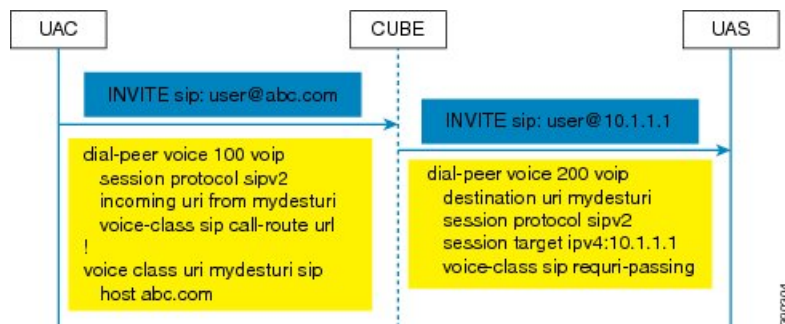 UAC
CUBE
UAS
INVITE sip: user@abc.com
INVITE sip: user@10.1.1.1
dial-peer voice 100 voip
session protocol sipv2
incoming uri from mydesturi
voice-class sip call-route url
!
voice class uri mydesturi sip
host abc.com
dial-peer voice 200 voip
destination uri mydesturi
session protocol sipv2
session target ipv4:10.1.1.1
voice-class sip requri-passing